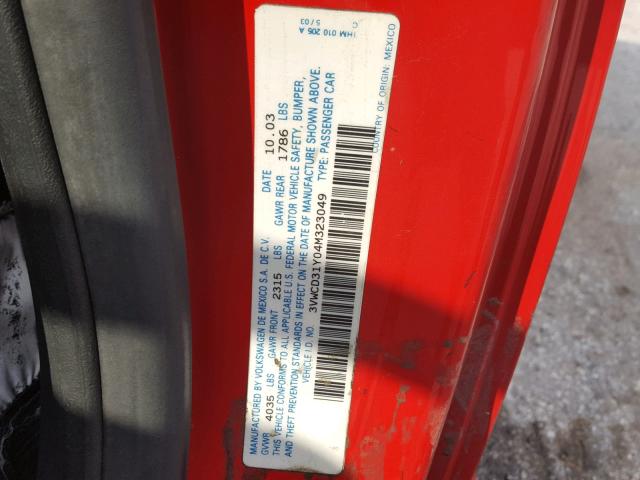 MANUFACTURED BY VOLKSWAGEN DE MEXICO S.A. DE C.V. DATE 10.03
GVWR 4035 LBS GAWR FRONT 2315 LBS GAWR REAR 1786 LBS
THIS VEHICLE CONFORMS TO ALL APPLICABLE U.S. FEDERAL MOTOR VEHICLE SAFETY, BUMPER,
AND THEFT PREVENTION STANDARDS IN EFFECT ON THE DATE OF MANUFACTURE SHOWN ABOVE.
VEHICLE I.D. NO. 3VWCD31Y04M323049 TYPE: PASSENGER CAR
COUNTRY OF ORIGIN: MEXICO
1HM 010 205 A
5/03 C